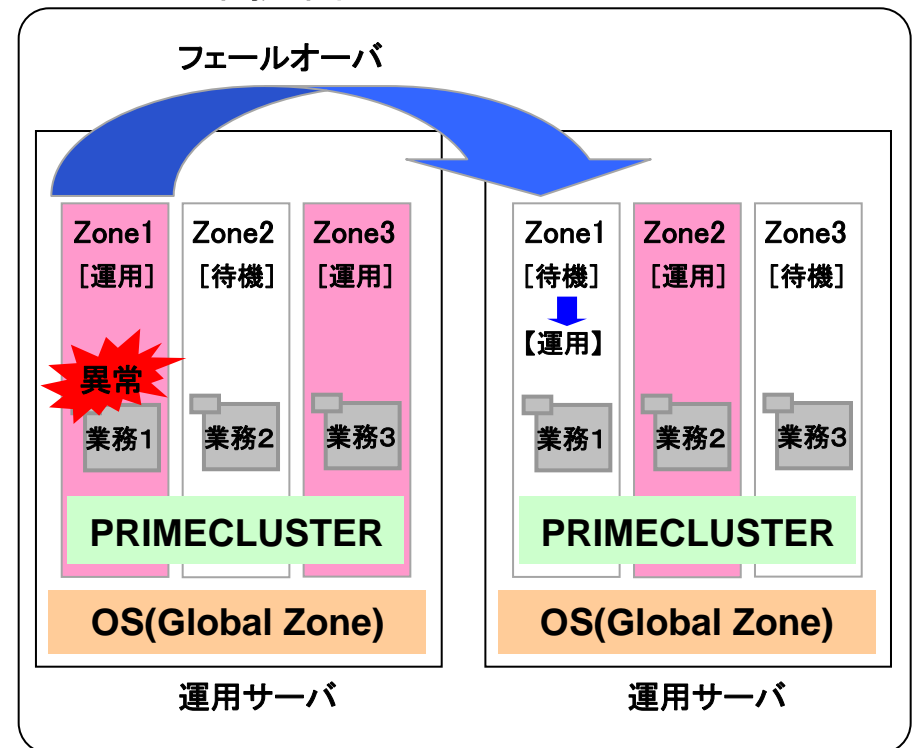 フェールオーバ
Zone1
[運用]
異常
業務1
Zone2
[待機]
業務2
Zone3
[運用]
業務3
PRIMECLUSTER
OS(Global Zone)
運用サーバ
Zone1
[待機]
【運用】
業務1
Zone2
[運用]
業務2
Zone3
[待機]
業務3
PRIMECLUSTER
OS(Global Zone)
運用サーバ